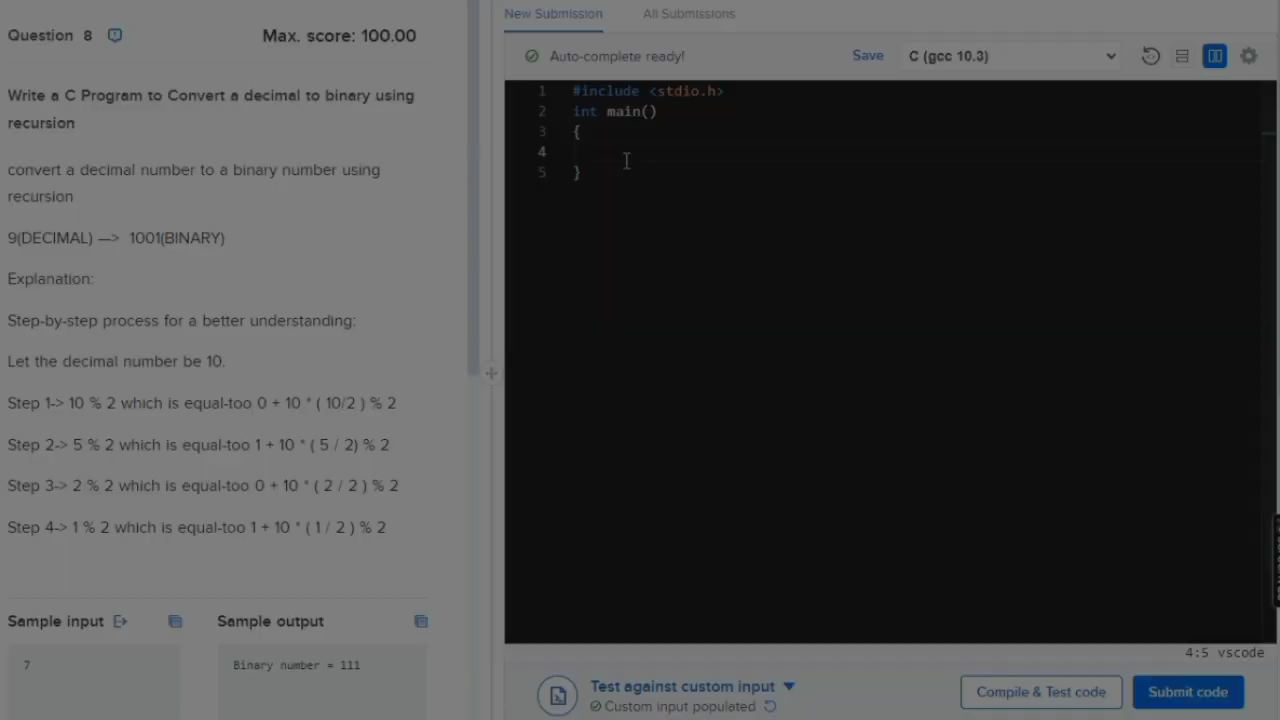 Question 8
Max. score: 100.00
Write a C Program to Convert a decimal to binary using
recursion
convert a decimal number to a binary number using
recursion
9(DECIMAL) —> 1001(BINARY)
Explanation:
Step-by-step process for a better understanding:
Let the decimal number be 10.
Step 1-> 10 % 2 which is equal-too 0 + 10 * ( 10/2 ) % 2
Step 2-> 5 % 2 which is equal-too 1 + 10 * ( 5 / 2) % 2
Step 3-> 2 % 2 which is equal-too 0 + 10 * ( 2 / 2 ) % 2
Step 4-> 1 % 2 which is equal-too 1 + 10 * ( 1 / 2 ) % 2
Sample input
Sample output
7
Binary number = 111
New Submission
All Submissions
Auto-complete ready!
Save
C (gcc 10.3)
1 #include <stdio.h>
2 int main()
3 {
4
5 }
4:5 vscode
Test against custom input
Custom input populated
Compile & Test code
Submit code